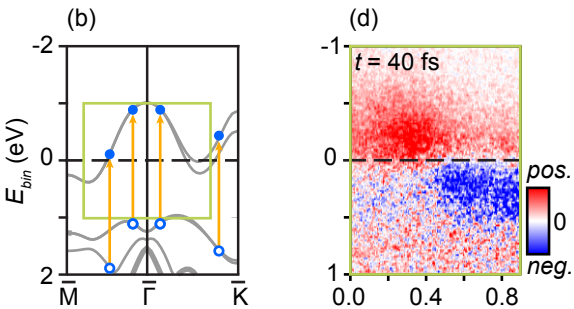 (b)
(d)
-2
0
2
E_bin (eV)
M̅
Γ̅
K̅
-1
t = 40 fs
0
1
0.0
0.4
0.8
pos.
0
neg.